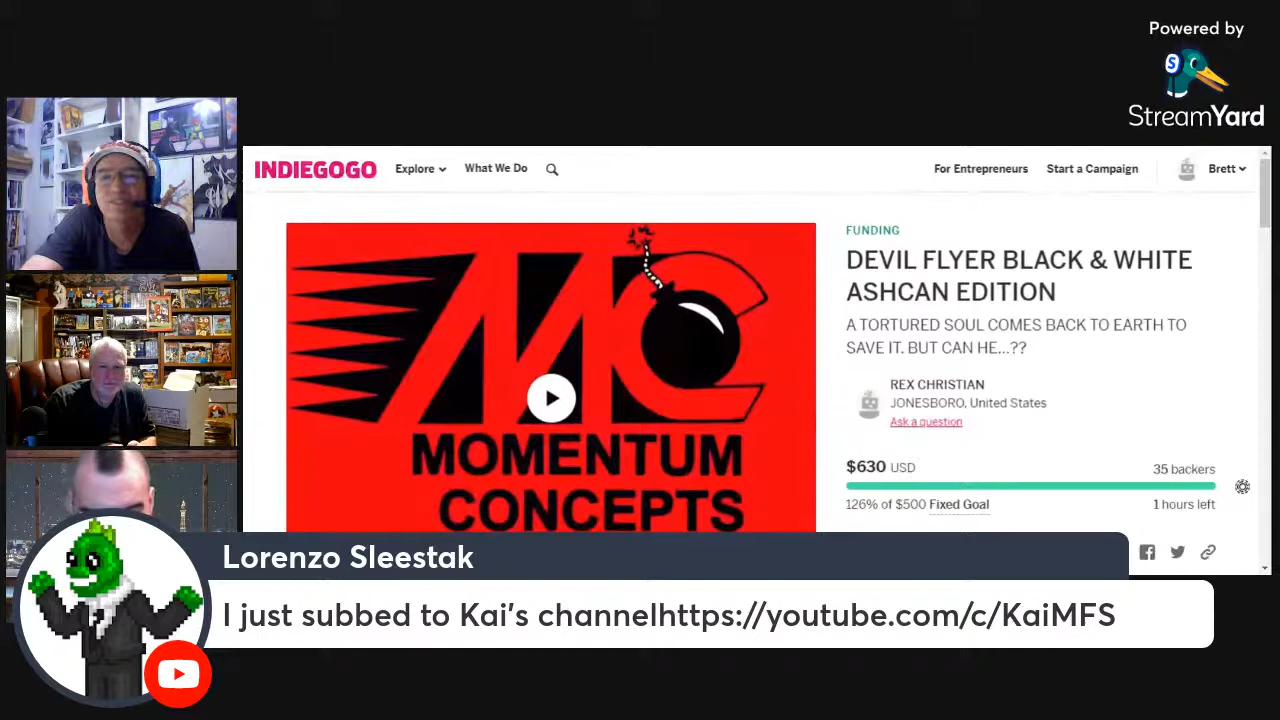 Powered by
StreamYard
INDIEGOGO Explore What We Do For Entrepreneurs Start a Campaign Brett
MC
MOMENTUM
CONCEPTS
FUNDING
DEVIL FLYER BLACK & WHITE
ASHCAN EDITION
A TORTURED SOUL COMES BACK TO EARTH TO
SAVE IT. BUT CAN HE...??
REX CHRISTIAN
JONESBORO, United States
Ask a question
$630 USD 35 backers
126% of $500 Fixed Goal 1 hours left
Lorenzo Sleestak
I just subbed to Kai's channelhttps://youtube.com/c/KaiMFS